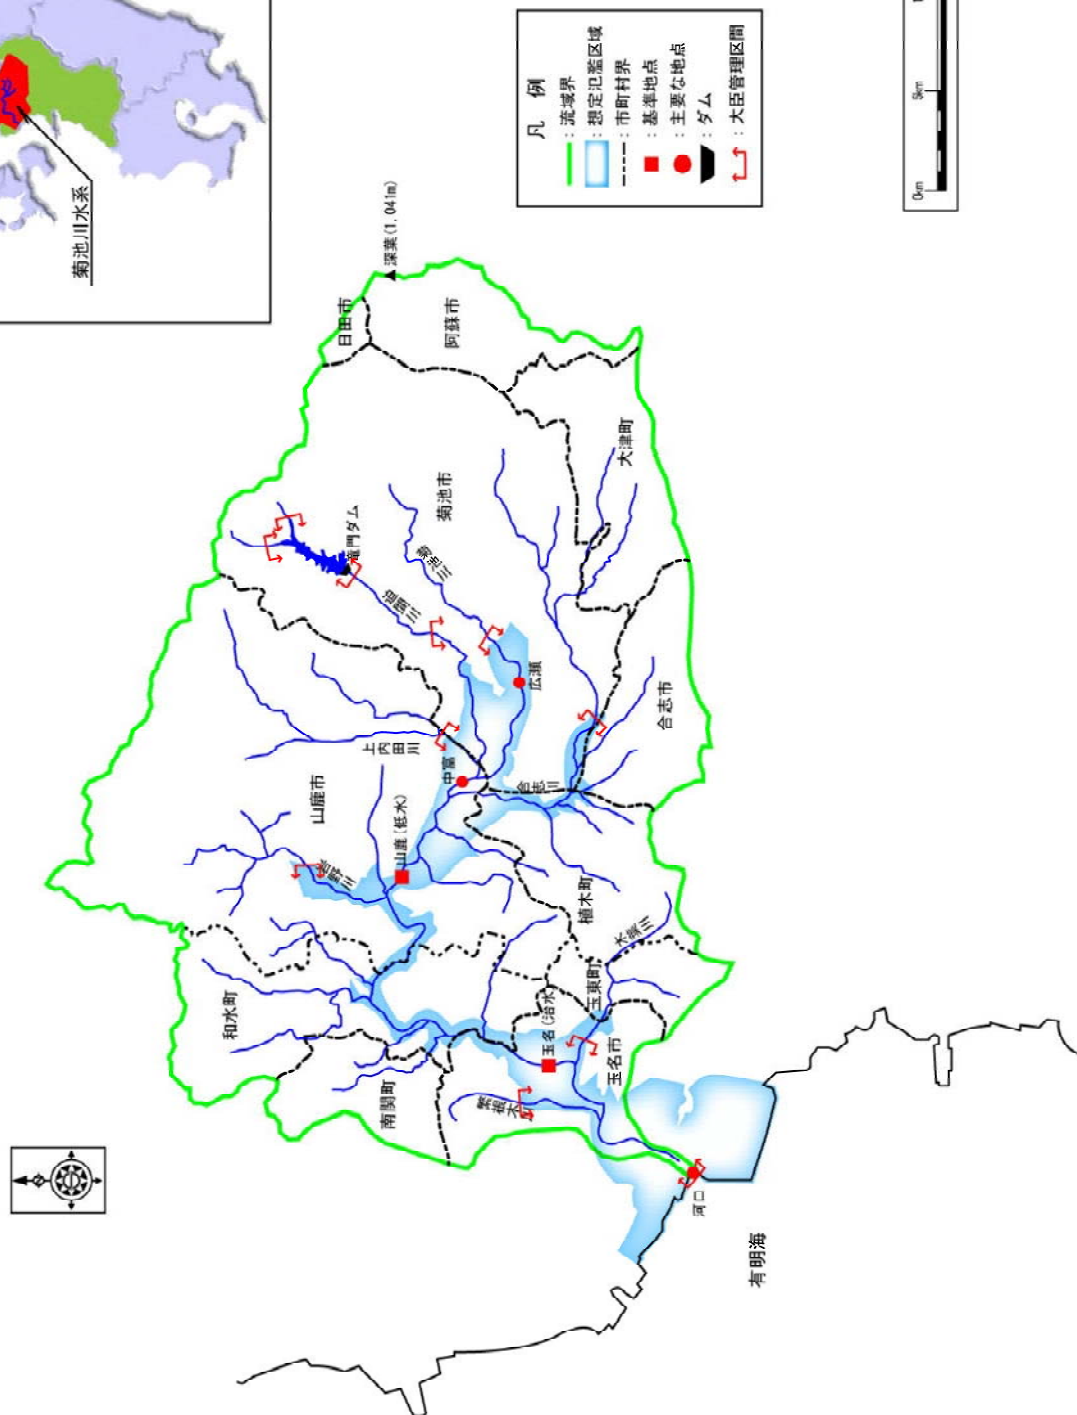 菊池川水系
凡　例
：流域界
：想定氾濫区域
：市町村界
：基準地点
：主要な地点
：ダム
：大臣管理区間
0km
5km
深葉(1,041m)
日田市
阿蘇市
大津町
菊池市
竜門ダム
菊池川
迫間川
広瀬
合志市
上内田川
中富
合志川
山鹿市
山鹿(低水)
岩野川
植木町
木葉川
和水町
玉東町
玉名(治水)
玉名市
南関町
繁根木川
河口
有明海